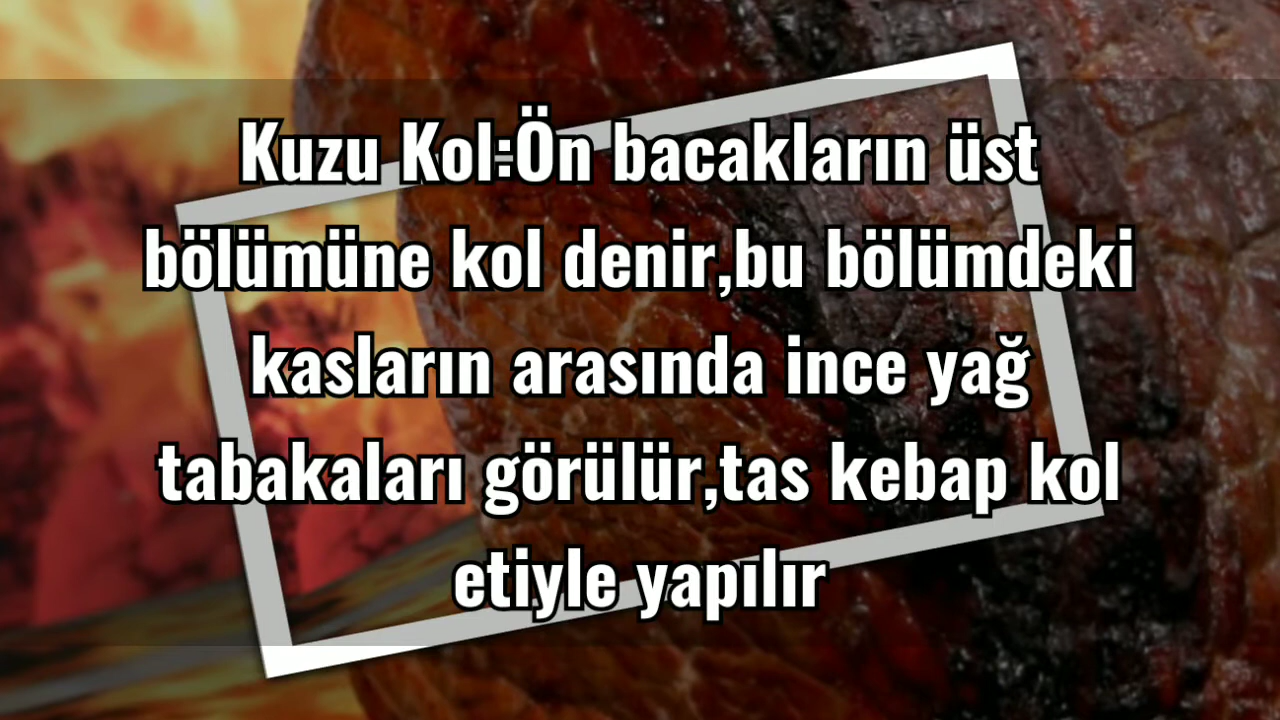 Kuzu Kol:Ön bacakların üst
bölümüne kol denir,bu bölümdeki
kasların arasında ince yağ
tabakaları görülür,tas kebap kol
etiyle yapılır